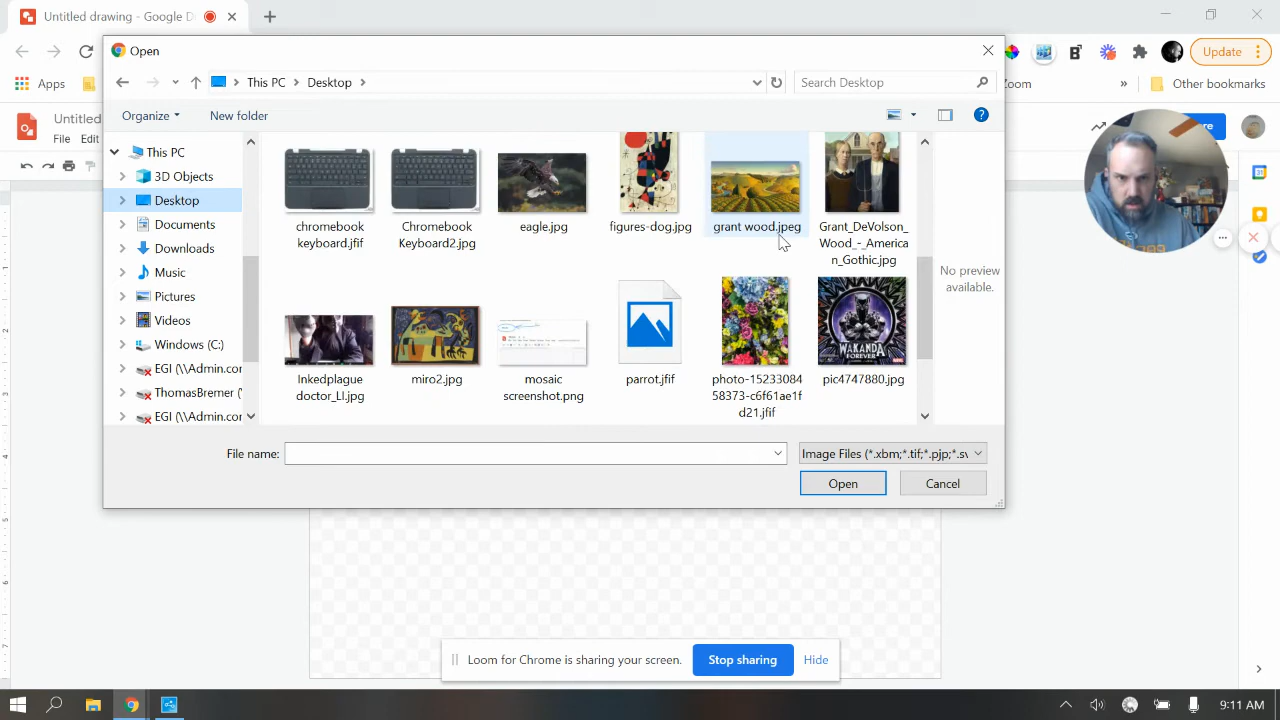 Untitled drawing - Google D
Update
Apps
Zoom
»
Other bookmarks
Untitled
File
Edit
Open
This PC
Desktop
Search Desktop
Organize
New folder
This PC
3D Objects
Desktop
Documents
Downloads
Music
Pictures
Videos
Windows (C:)
EGI (\\Admin.cor
ThomasBremer (
EGI (\\Admin.cor
chromebook
keyboard.jfif
Chromebook
Keyboard2.jpg
eagle.jpg
figures-dog.jpg
grant wood.jpeg
Grant_DeVolson_
Wood_-_America
n_Gothic.jpg
Inkedplague
doctor_LI.jpg
miro2.jpg
mosaic
screenshot.png
parrot.jfif
photo-15233084
58373-c6f61ae1f
d21.jfif
WAKANDA
FOREVER
pic4747880.jpg
No preview
available.
File name:
Image Files (*.xbm;*.tif;*.pjp;*.sv
Open
Cancel
Loom for Chrome is sharing your screen.
Stop sharing
Hide
9:11 AM